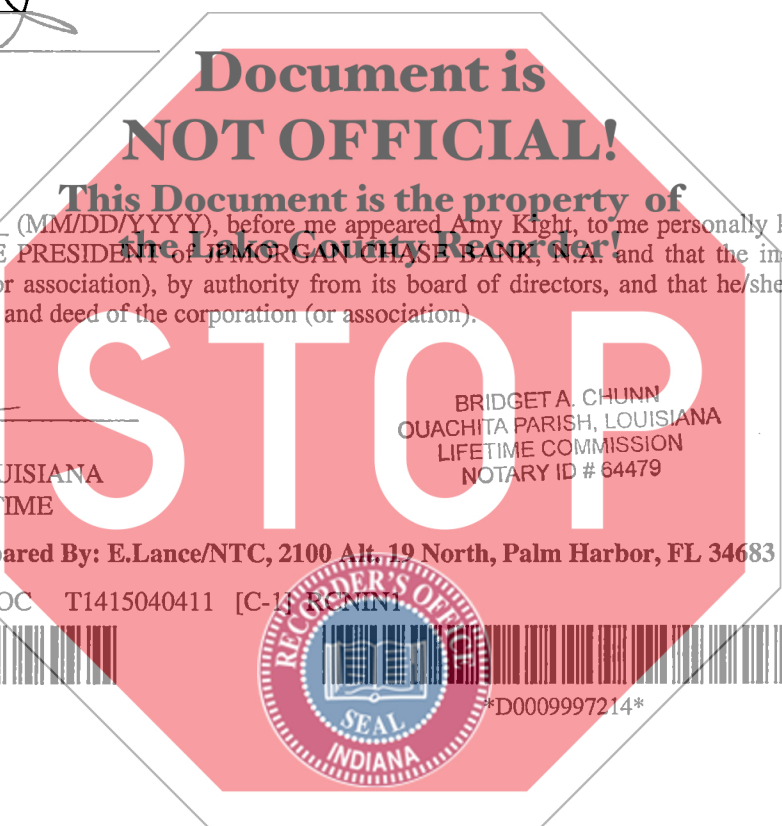 Document is
NOT OFFICIAL!
This Document is the property of
the Lake County Recorder!
(MM/DD/YYYY), before me appeared Amy Kight, to me personally
PRESIDENT of JPMORGAN CHASE BANK, N.A. and that the
or association), by authority from its board of directors, and that he/she
and deed of the corporation (or association).
STOP
BRIDGET A. CHUNN
OUACHITA PARISH, LOUISIANA
LIFETIME COMMISSION
NOTARY ID # 64479
UISIANA
TIME
pared By: E.Lance/NTC, 2100 Alt. 19 North, Palm Harbor, FL 34683
OC T1415040411 [C-1] RCNIN1
RECORDER'S OFFICE
SEAL
INDIANA
*D0009997214*